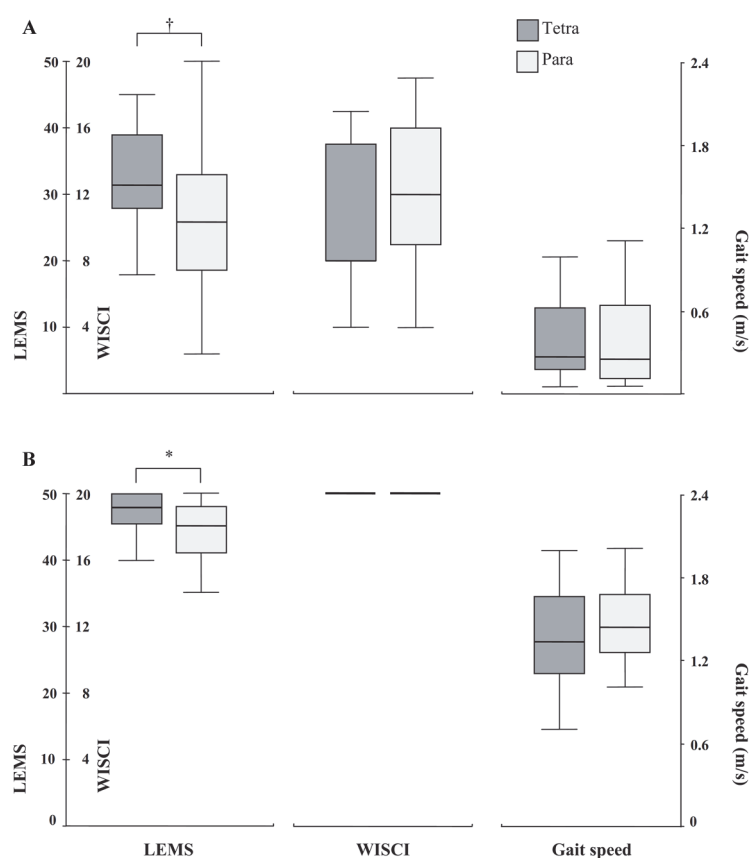 A
†
Tetra
Para
50 20
40 16
30 12
20 8
10 4
LEMS
WISCI
2.4
1.8
1.2
0.6
Gait speed (m/s)
B
*
50 20
40 16
30 12
20 8
10 4
0
LEMS
WISCI
2.4
1.8
1.2
0.6
0
Gait speed (m/s)
LEMS WISCI Gait speed